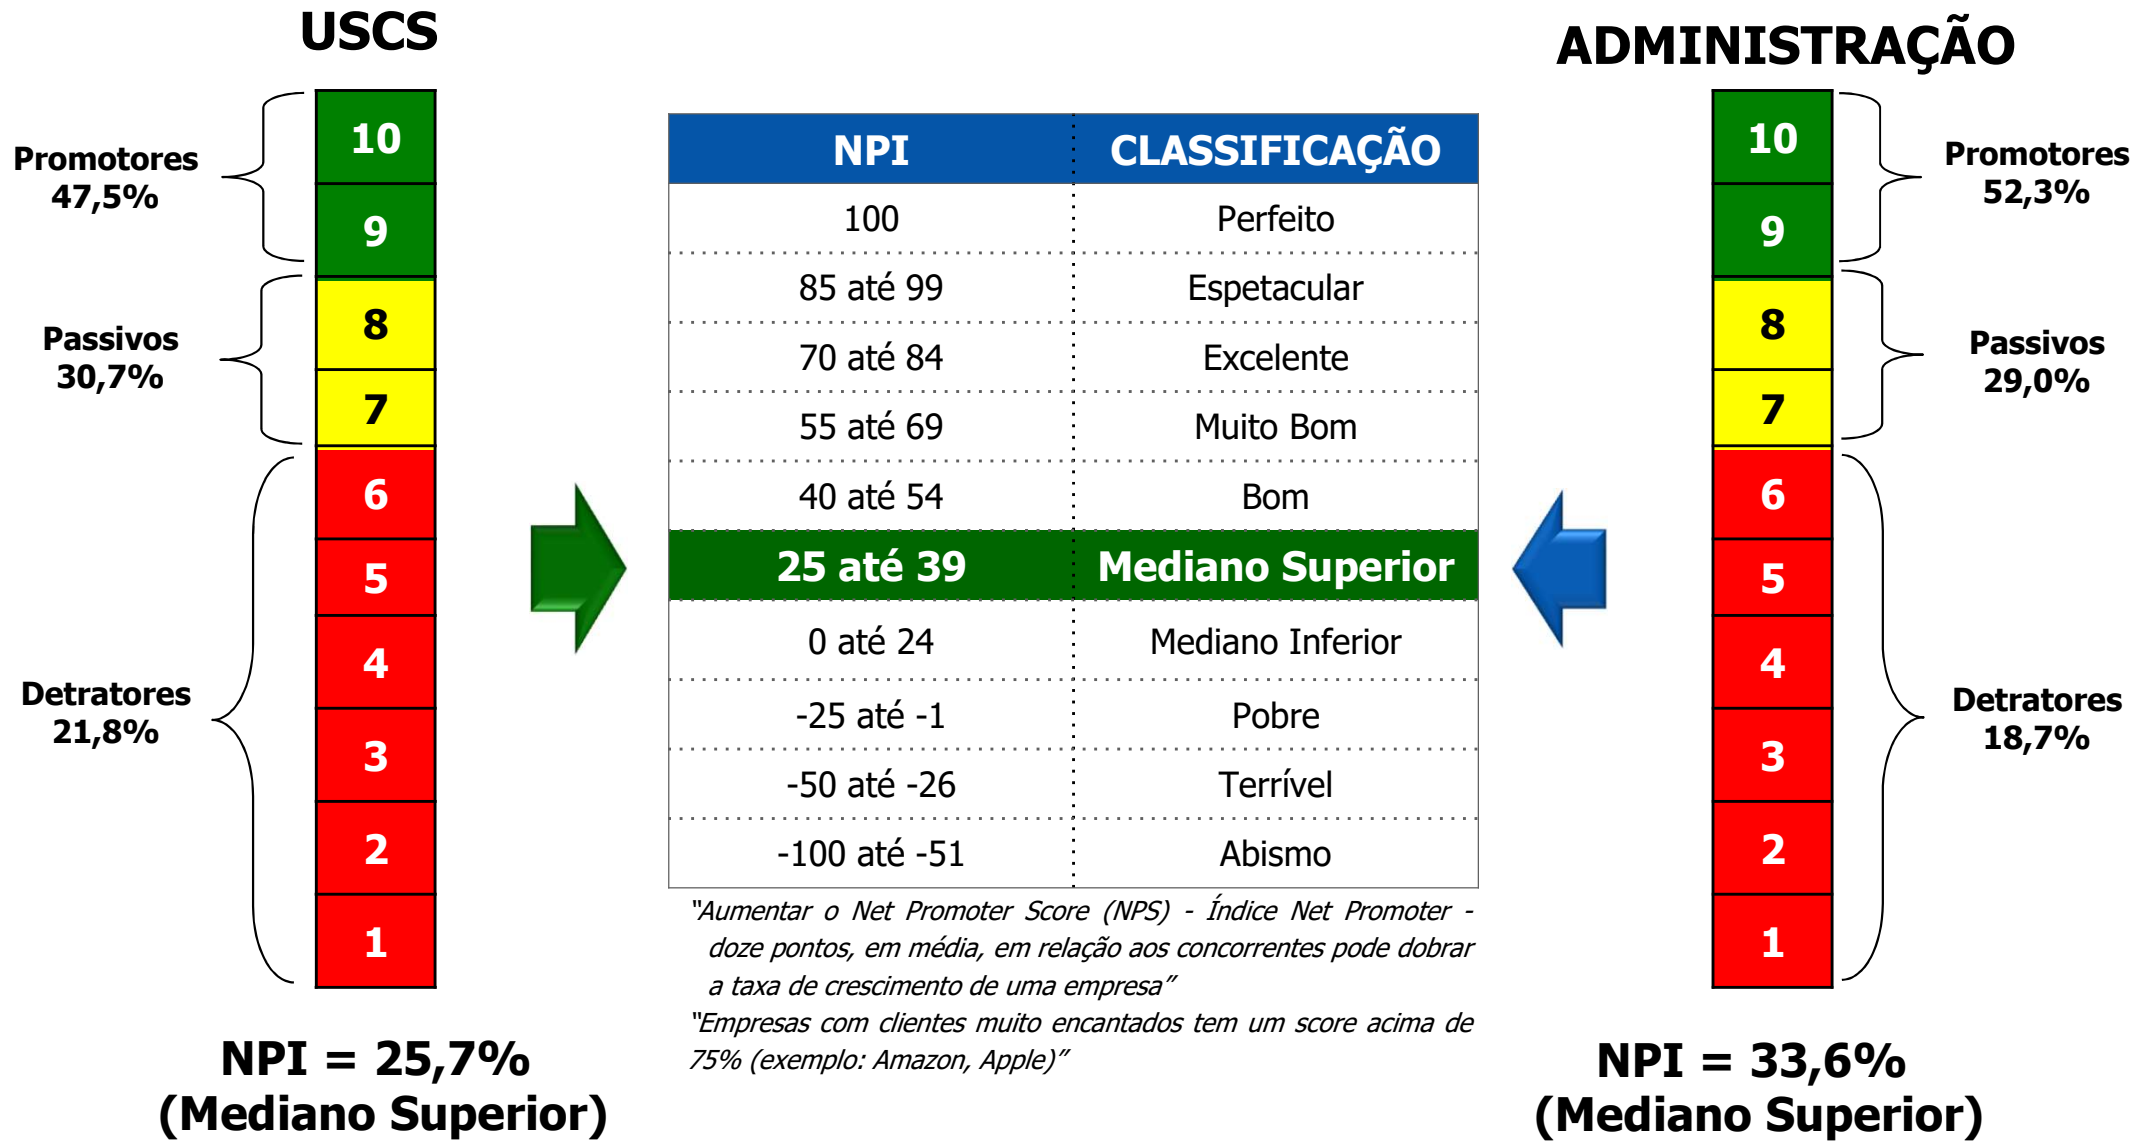 USCS
ADMINISTRAÇÃO
Promotores
47,5%
Passivos
30,7%
Detratores
21,8%
10
9
8
7
6
5
4
3
2
1
NPI = 25,7%
(Mediano Superior)
NPI CLASSIFICAÇÃO
100 Perfeito
85 até 99 Espetacular
70 até 84 Excelente
55 até 69 Muito Bom
40 até 54 Bom
25 até 39 Mediano Superior
0 até 24 Mediano Inferior
-25 até -1 Pobre
-50 até -26 Terrível
-100 até -51 Abismo
"Aumentar o Net Promoter Score (NPS) - Índice Net Promoter -
doze pontos, em média, em relação aos concorrentes pode dobrar
a taxa de crescimento de uma empresa"
"Empresas com clientes muito encantados tem um score acima de
75% (exemplo: Amazon, Apple)"
10
9
8
7
6
5
4
3
2
1
Promotores
52,3%
Passivos
29,0%
Detratores
18,7%
NPI = 33,6%
(Mediano Superior)